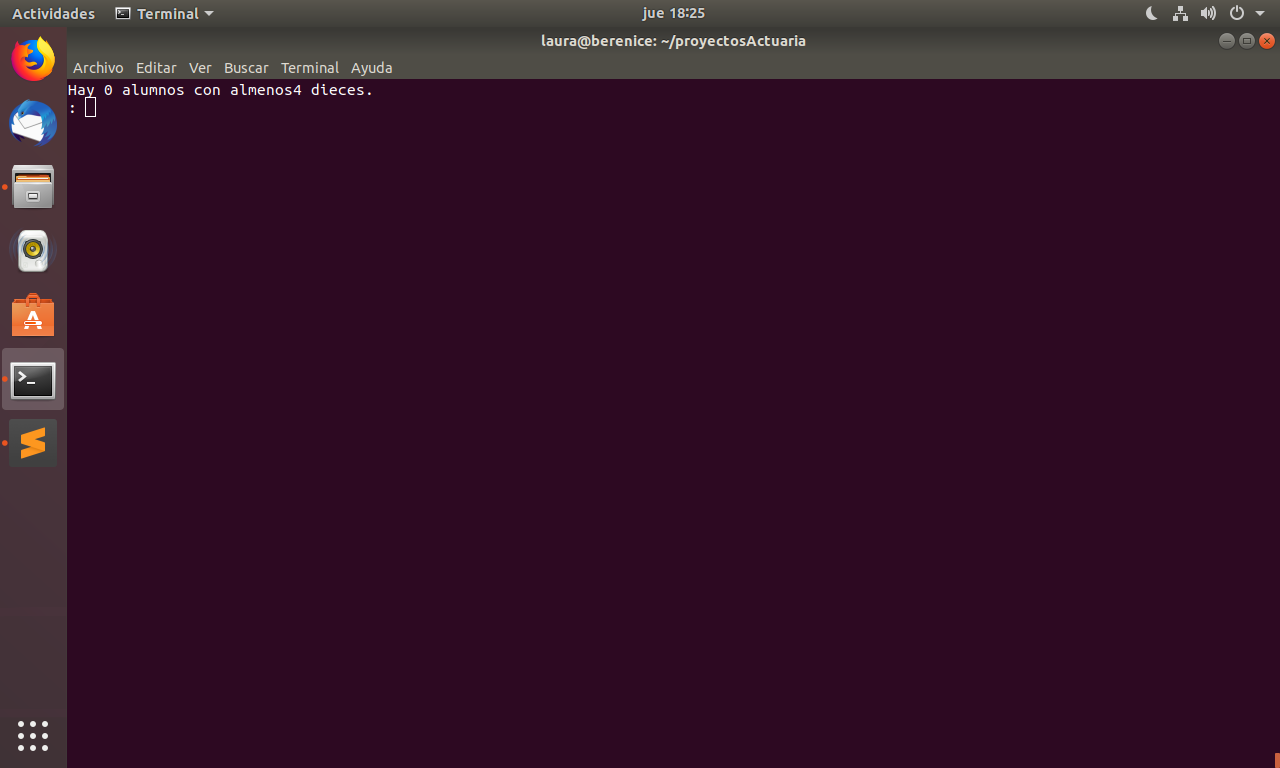 Actividades Terminal jue 18:25
laura@berenice: ~/proyectosActuaria
Archivo Editar Ver Buscar Terminal Ayuda
Hay 0 alumnos con almenos4 dieces.
: